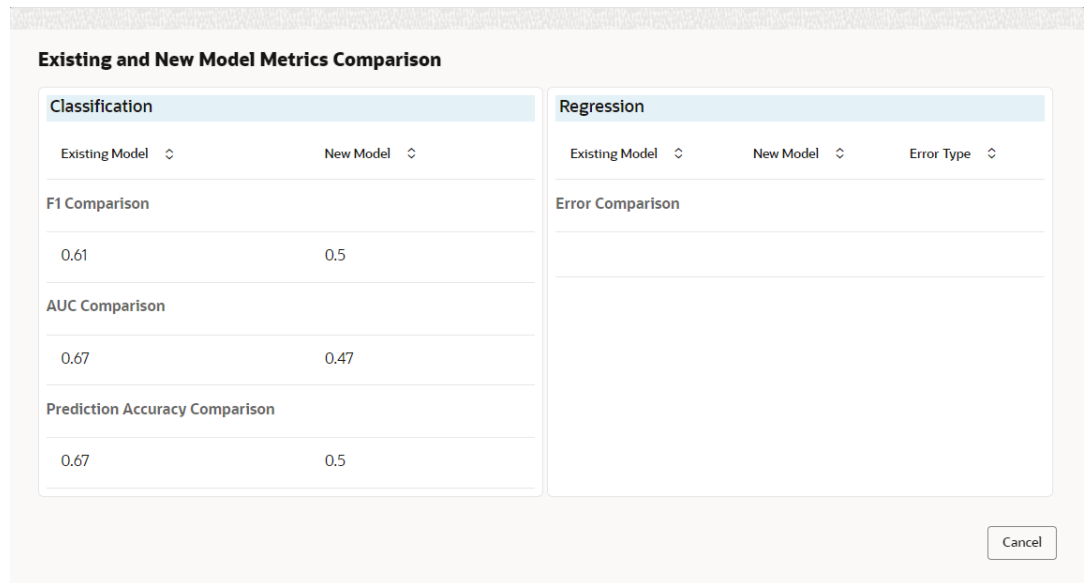 Existing and New Model Metrics Comparison
Classification
Existing Model New Model
F1 Comparison
0.61 0.5
AUC Comparison
0.67 0.47
Prediction Accuracy Comparison
0.67 0.5
Regression
Existing Model New Model Error Type
Error Comparison
Cancel